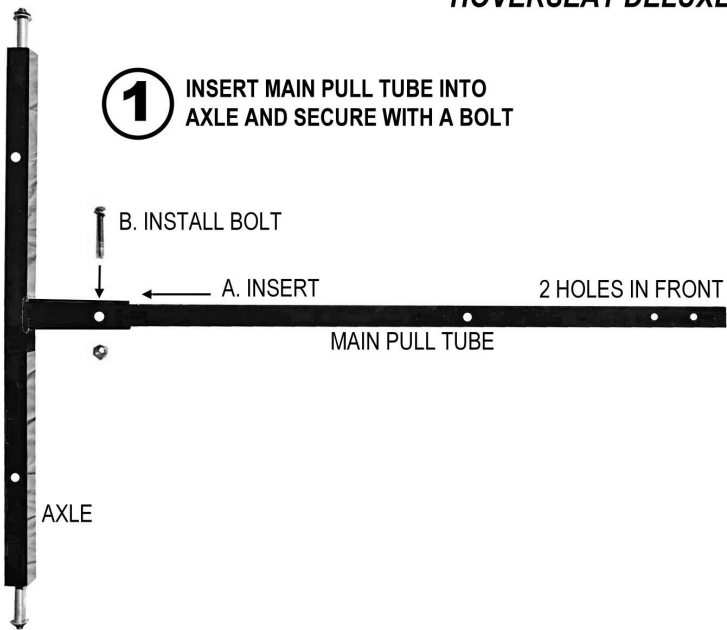 HOVERSEAT DELUXE
1 INSERT MAIN PULL TUBE INTO
AXLE AND SECURE WITH A BOLT
B. INSTALL BOLT
A. INSERT
2 HOLES IN FRONT
MAIN PULL TUBE
AXLE